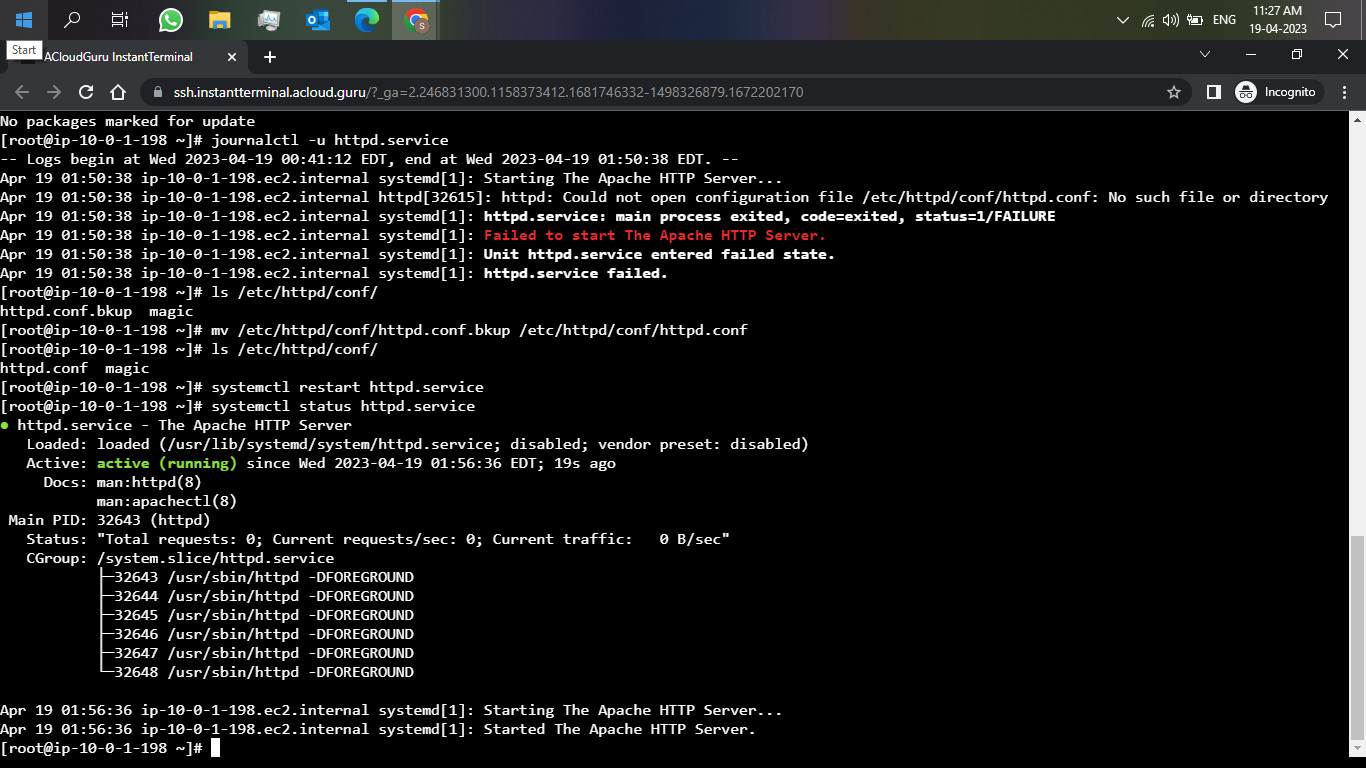 11:27 AM
ENG
19-04-2023
Start
ACloudGuru InstantTerminal
ssh.instantterminal.acloud.guru/?_ga=2.246831300.1158373412.1681746332-1498326879.1672202170
Incognito
No packages marked for update
[root@ip-10-0-1-198 ~]# journalctl -u httpd.service
-- Logs begin at Wed 2023-04-19 00:41:12 EDT, end at Wed 2023-04-19 01:50:38 EDT. --
Apr 19 01:50:38 ip-10-0-1-198.ec2.internal systemd[1]: Starting The Apache HTTP Server...
Apr 19 01:50:38 ip-10-0-1-198.ec2.internal httpd[32615]: httpd: Could not open configuration file /etc/httpd/conf/httpd.conf: No such file or directory
Apr 19 01:50:38 ip-10-0-1-198.ec2.internal systemd[1]: httpd.service: main process exited, code=exited, status=1/FAILURE
Apr 19 01:50:38 ip-10-0-1-198.ec2.internal systemd[1]: Failed to start The Apache HTTP Server.
Apr 19 01:50:38 ip-10-0-1-198.ec2.internal systemd[1]: Unit httpd.service entered failed state.
Apr 19 01:50:38 ip-10-0-1-198.ec2.internal systemd[1]: httpd.service failed.
[root@ip-10-0-1-198 ~]# ls /etc/httpd/conf/
httpd.conf.bkup  magic
[root@ip-10-0-1-198 ~]# mv /etc/httpd/conf/httpd.conf.bkup /etc/httpd/conf/httpd.conf
[root@ip-10-0-1-198 ~]# ls /etc/httpd/conf/
httpd.conf  magic
[root@ip-10-0-1-198 ~]# systemctl restart httpd.service
[root@ip-10-0-1-198 ~]# systemctl status httpd.service
● httpd.service - The Apache HTTP Server
   Loaded: loaded (/usr/lib/systemd/system/httpd.service; disabled; vendor preset: disabled)
   Active: active (running) since Wed 2023-04-19 01:56:36 EDT; 19s ago
     Docs: man:httpd(8)
           man:apachectl(8)
 Main PID: 32643 (httpd)
   Status: "Total requests: 0; Current requests/sec: 0; Current traffic:   0 B/sec"
   CGroup: /system.slice/httpd.service
           ├─32643 /usr/sbin/httpd -DFOREGROUND
           ├─32644 /usr/sbin/httpd -DFOREGROUND
           ├─32645 /usr/sbin/httpd -DFOREGROUND
           ├─32646 /usr/sbin/httpd -DFOREGROUND
           ├─32647 /usr/sbin/httpd -DFOREGROUND
           └─32648 /usr/sbin/httpd -DFOREGROUND
Apr 19 01:56:36 ip-10-0-1-198.ec2.internal systemd[1]: Starting The Apache HTTP Server...
Apr 19 01:56:36 ip-10-0-1-198.ec2.internal systemd[1]: Started The Apache HTTP Server.
[root@ip-10-0-1-198 ~]#